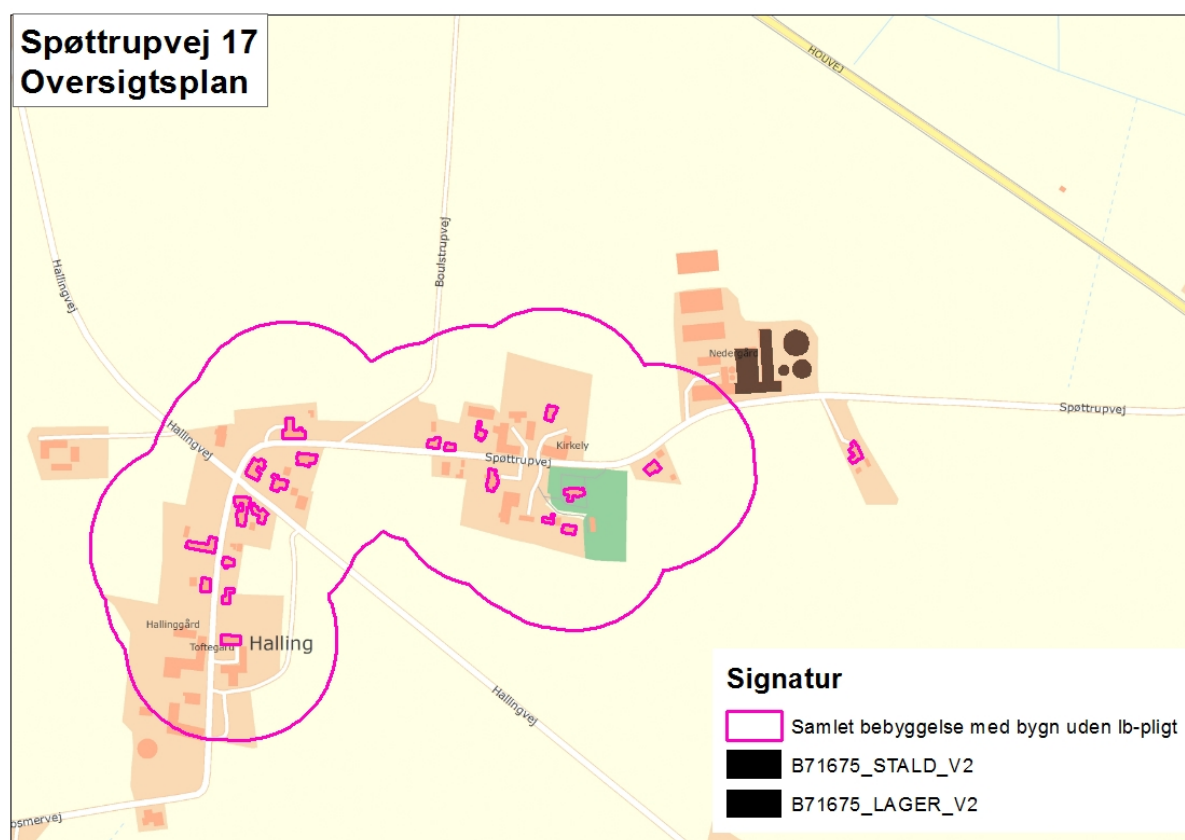 Spøttrupvej 17
Oversigtsplan
HOUVEJ
Boulstrupvej
Hallingvej
Nedergård
Spøttrupvej
Hallingvej
Kirkely
Spøttrupvej
Hallinggård
Toftegård
Halling
Hallingvej
Signatur
Samlet bebyggelse med bygn uden lb-pligt
B71675_STALD_V2
B71675_LAGER_V2
osmervej